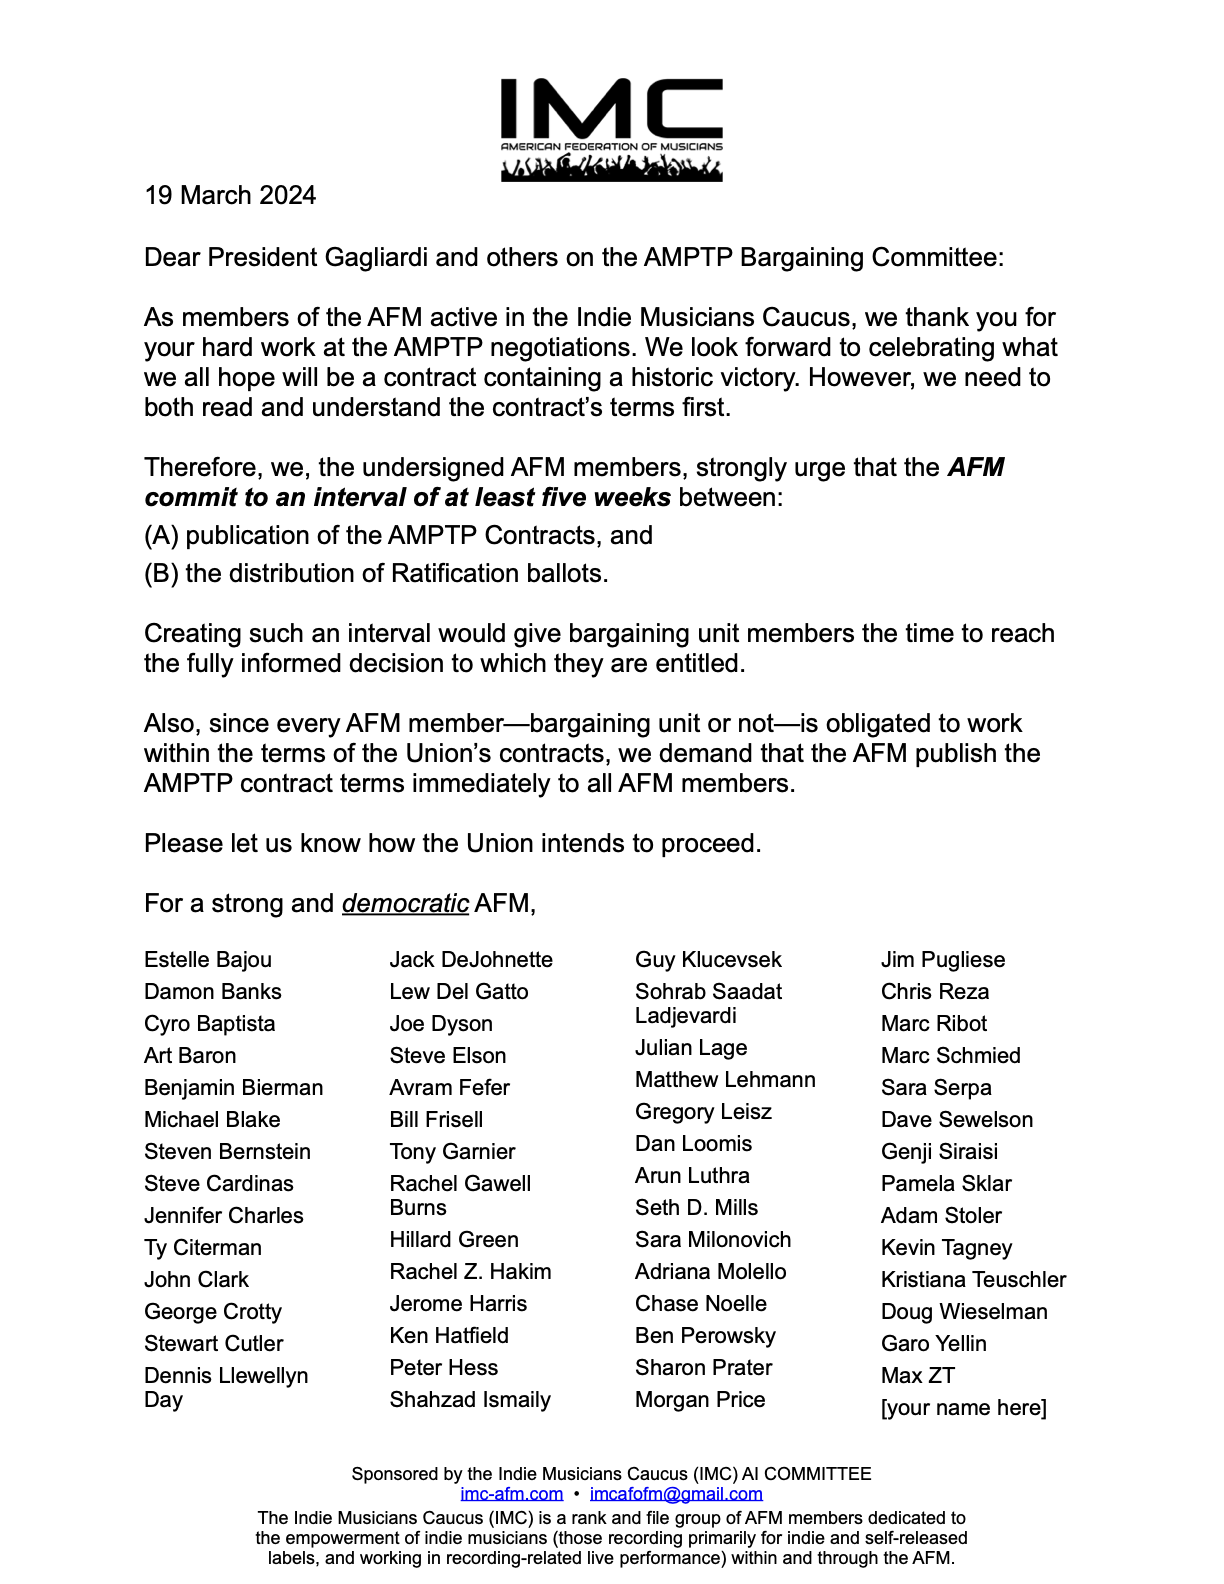 IMC
AMERICAN FEDERATION OF MUSICIANS
19 March 2024
Dear President Gagliardi and others on the AMPTP Bargaining Committee:
As members of the AFM active in the Indie Musicians Caucus, we thank you for
your hard work at the AMPTP negotiations. We look forward to celebrating what
we all hope will be a contract containing a historic victory. However, we need to
both read and understand the contract’s terms first.
Therefore, we, the undersigned AFM members, strongly urge that the AFM
commit to an interval of at least five weeks between:
(A) publication of the AMPTP Contracts, and
(B) the distribution of Ratification ballots.
Creating such an interval would give bargaining unit members the time to reach
the fully informed decision to which they are entitled.
Also, since every AFM member—bargaining unit or not—is obligated to work
within the terms of the Union’s contracts, we demand that the AFM publish the
AMPTP contract terms immediately to all AFM members.
Please let us know how the Union intends to proceed.
For a strong and democratic AFM,
Estelle Bajou
Damon Banks
Cyro Baptista
Art Baron
Benjamin Bierman
Michael Blake
Steven Bernstein
Steve Cardinas
Jennifer Charles
Ty Citerman
John Clark
George Crotty
Stewart Cutler
Dennis Llewellyn
Day
Jack DeJohnette
Lew Del Gatto
Joe Dyson
Steve Elson
Avram Fefer
Bill Frisell
Tony Garnier
Rachel Gawell
Burns
Hillard Green
Rachel Z. Hakim
Jerome Harris
Ken Hatfield
Peter Hess
Shahzad Ismaily
Guy Klucevsek
Sohrab Saadat
Ladjevardi
Julian Lage
Matthew Lehmann
Gregory Leisz
Dan Loomis
Arun Luthra
Seth D. Mills
Sara Milonovich
Adriana Molello
Chase Noelle
Ben Perowsky
Sharon Prater
Morgan Price
Jim Pugliese
Chris Reza
Marc Ribot
Marc Schmied
Sara Serpa
Dave Sewelson
Genji Siraisi
Pamela Sklar
Adam Stoler
Kevin Tagney
Kristiana Teuschler
Doug Wieselman
Garo Yellin
Max ZT
[your name here]
Sponsored by the Indie Musicians Caucus (IMC) AI COMMITTEE
imc-afm.com • imcafofm@gmail.com
The Indie Musicians Caucus (IMC) is a rank and file group of AFM members dedicated to
the empowerment of indie musicians (those recording primarily for indie and self-released
labels, and working in recording-related live performance) within and through the AFM.